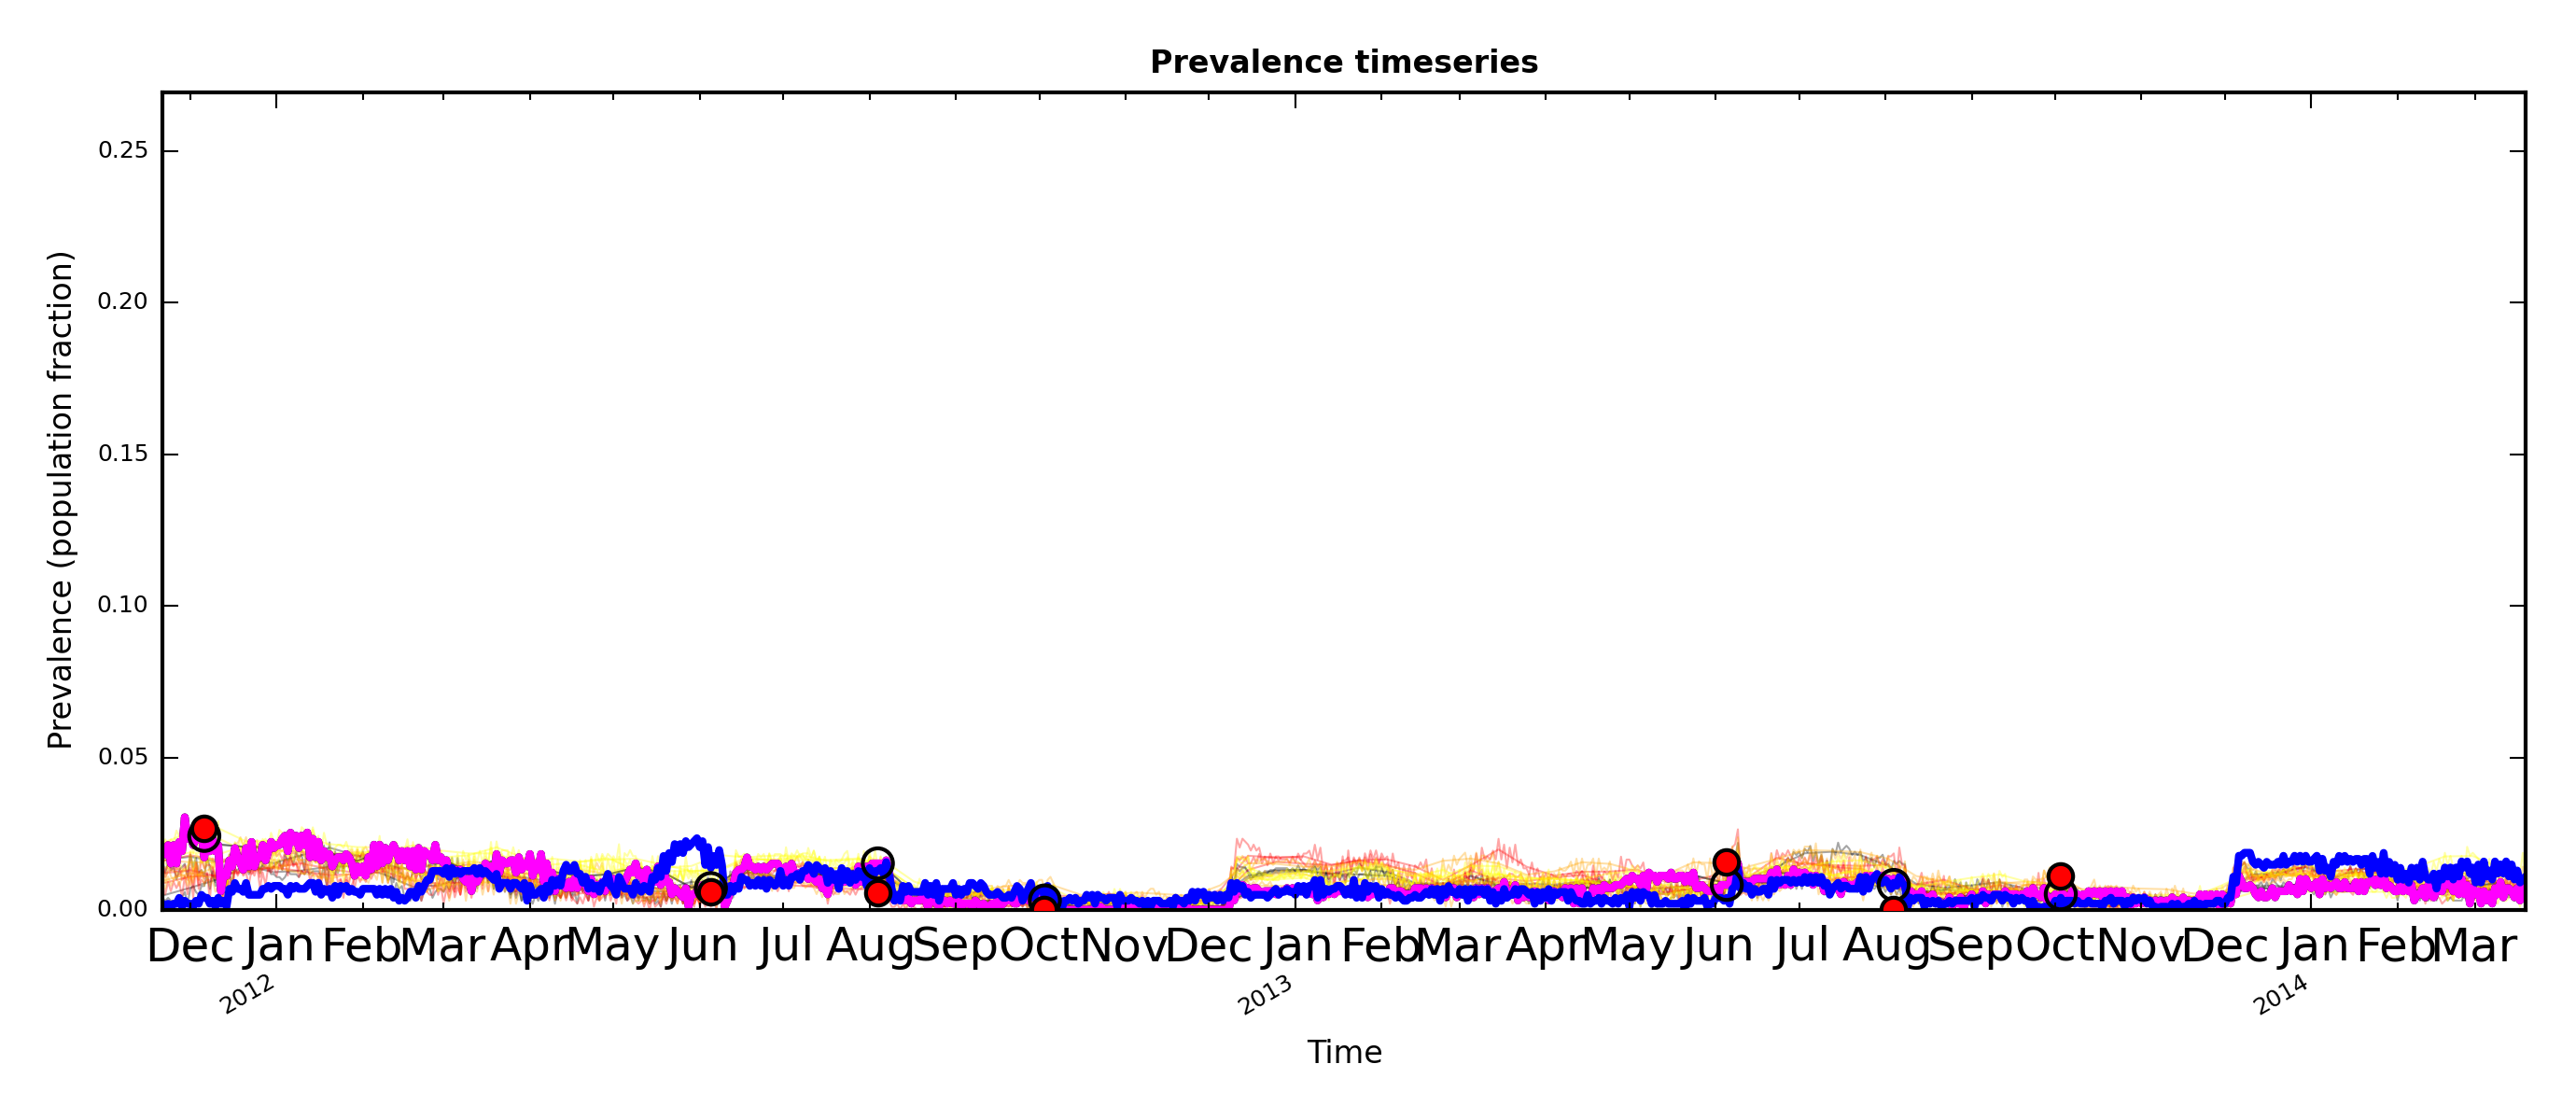 Prevalence timeseries
0.25
0.20
0.15
0.10
0.05
0.00
Prevalence (population fraction)
Dec Jan Feb Mar Apr May Jun Jul Aug Sep Oct Nov Dec Jan Feb Mar Apr May Jun Jul Aug Sep Oct Nov Dec Jan Feb Mar
2012 2013 2014
Time